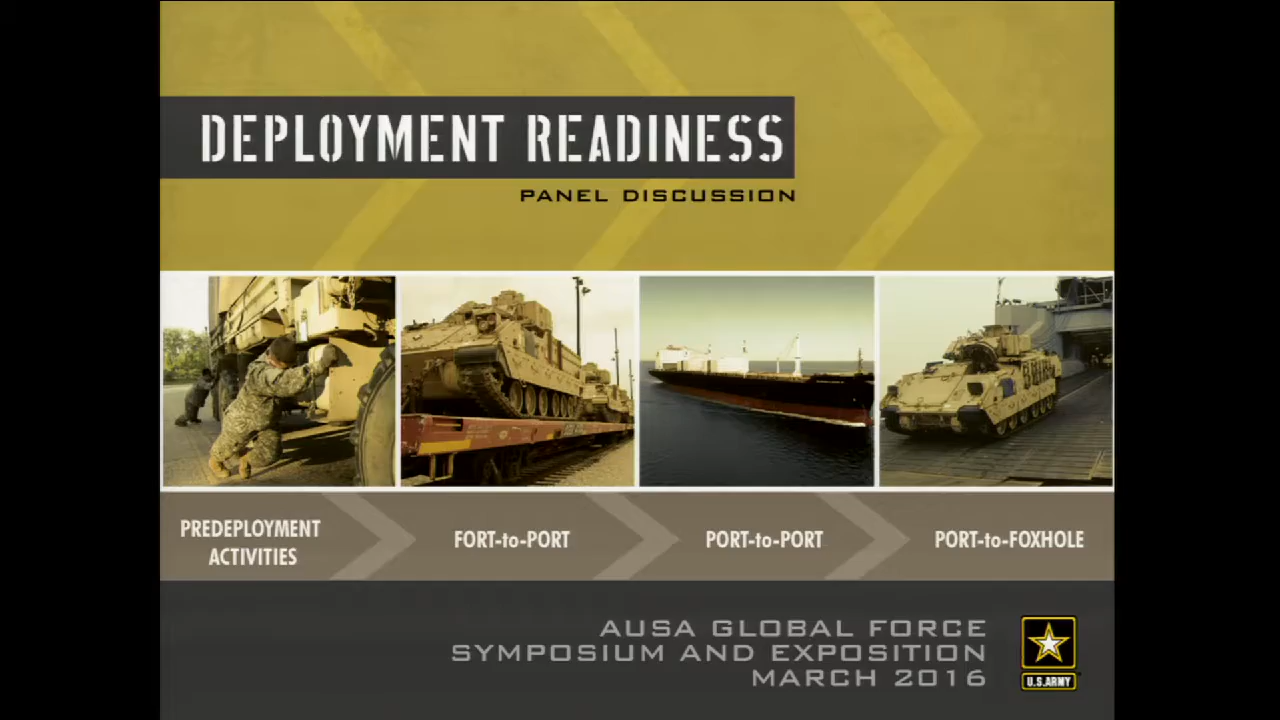 DEPLOYMENT READINESS
PANEL DISCUSSION
PREDEPLOYMENT
ACTIVITIES
FORT-to-PORT
PORT-to-PORT
PORT-to-FOXHOLE
AUSA GLOBAL FORCE
SYMPOSIUM AND EXPOSITION
MARCH 2016
U.S.ARMY